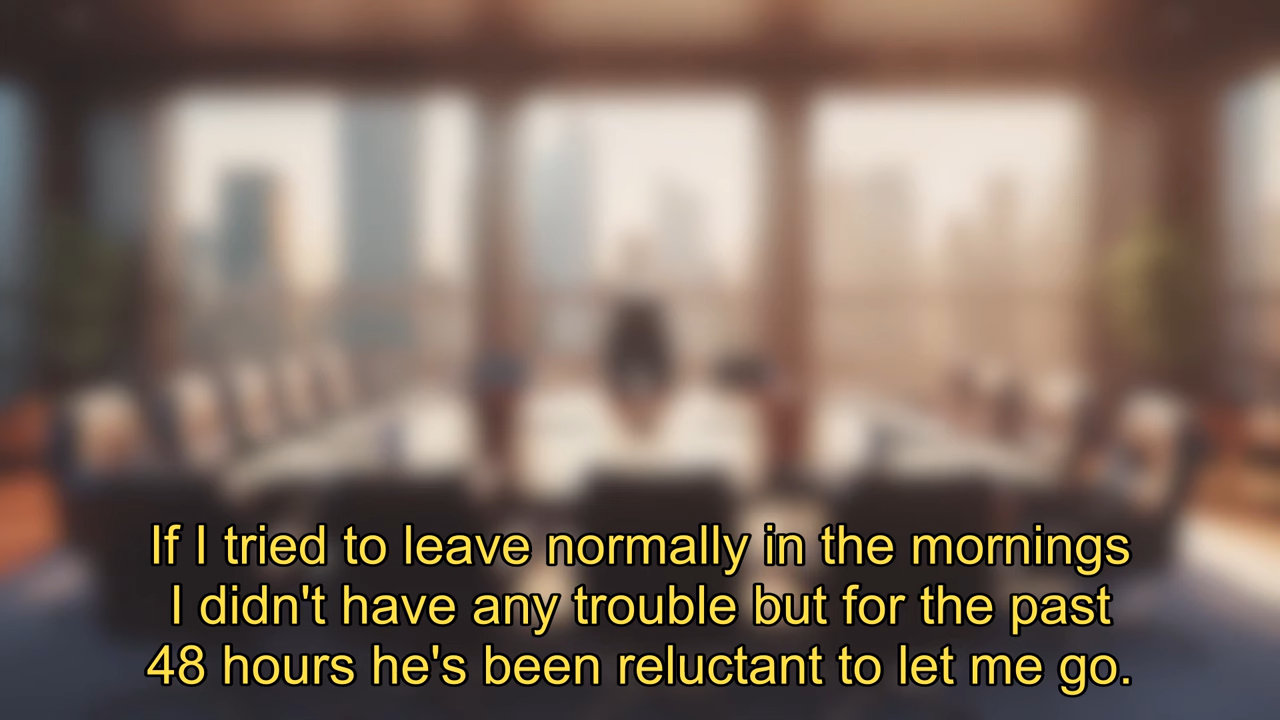 If I tried to leave normally in the mornings
I didn't have any trouble but for the past
48 hours he's been reluctant to let me go.